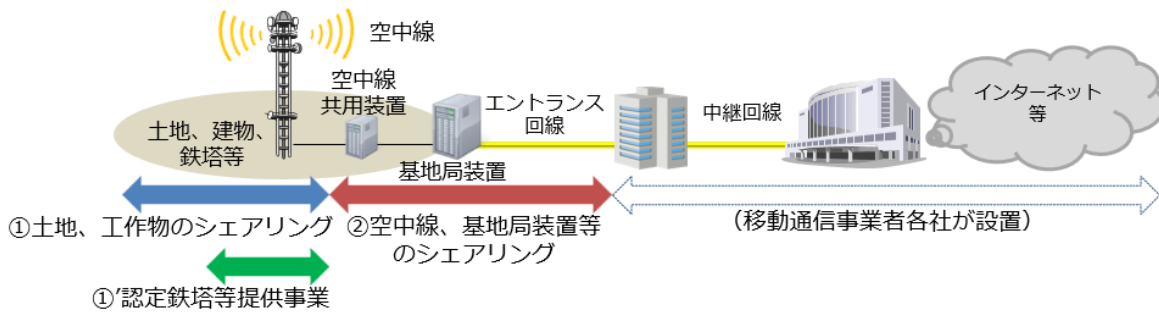 空中線
空中線
共用装置
エントランス
回線
中継回線
インターネット
等
土地、建物、
鉄塔等
基地局装置
①土地、工作物のシェアリング
②空中線、基地局装置等
のシェアリング
（移動通信事業者各社が設置）
①’認定鉄塔等提供事業